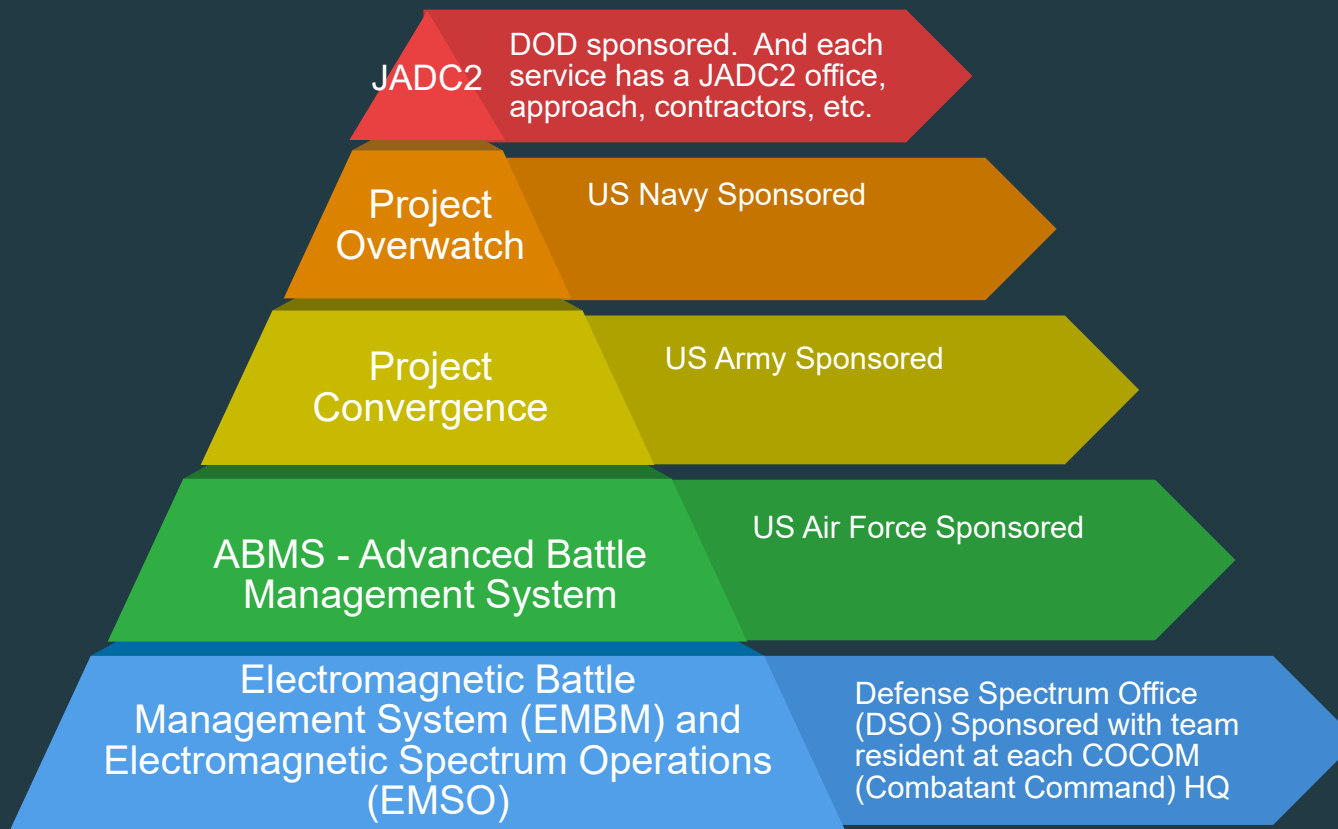 JADC2
DOD sponsored.  And each
service has a JADC2 office,
approach, contractors, etc.
Project
Overwatch
US Navy Sponsored
Project
Convergence
US Army Sponsored
ABMS - Advanced Battle
Management System
US Air Force Sponsored
Electromagnetic Battle
Management System (EMBM) and
Electromagnetic Spectrum Operations
(EMSO)
Defense Spectrum Office
(DSO) Sponsored with team
resident at each COCOM
(Combatant Command) HQ